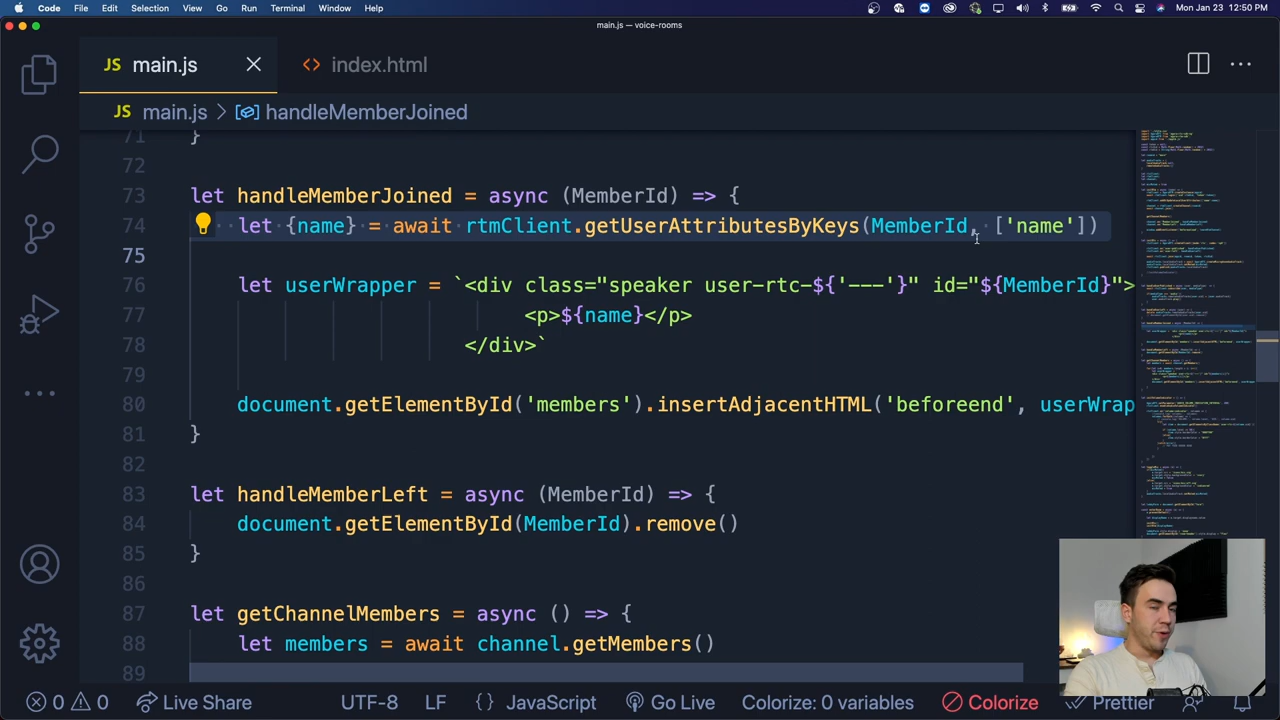 Code File Edit Selection View Go Run Terminal Window Help Mon Jan 23 12:50 PM
main.js — voice-rooms
JS main.js index.html
JS main.js > handleMemberJoined
71 }
72
73 let handleMemberJoined = async (MemberId) => {
74 let {name} = await rtmClient.getUserAttributesByKeys(MemberId, ['name'])
75
76 let userWrapper = `<div class="speaker user-rtc-${'---'}" id="${MemberId}">
77 <p>${name}</p>
78 </div>`
79
80 document.getElementById('members').insertAdjacentHTML('beforeend', userWrap
81 }
82
83 let handleMemberLeft = async (MemberId) => {
84 document.getElementById(MemberId).remove()
85 }
86
87 let getChannelMembers = async () => {
88 let members = await channel.getMembers()
89
0 0 Live Share UTF-8 LF {} JavaScript Go Live Colorize: 0 variables Colorize Prettier